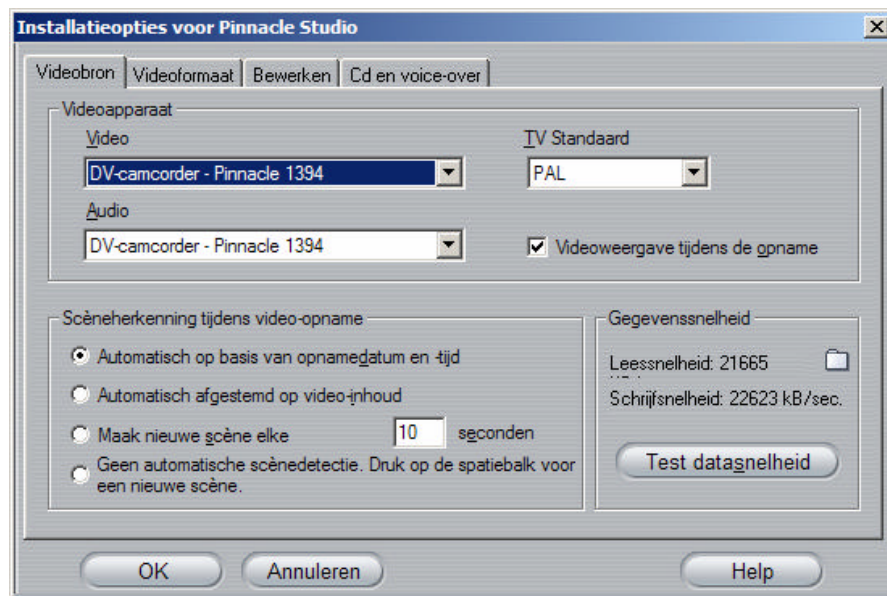 Installatieopties voor Pinnacle Studio
Videobron Videoformaat Bewerken Cd en voice-over
Videoapparaat
Video
TV Standaard
DV-camcorder - Pinnacle 1394
PAL
Audio
DV-camcorder - Pinnacle 1394
Videoweergave tijdens de opname
Scèneherkenning tijdens video-opname
Automatisch op basis van opnamedatum en -tijd
Automatisch afgestemd op video-inhoud
Maak nieuwe scène elke 10 seconden
Geen automatische scènedetectie. Druk op de spatiebalk voor
een nieuwe scène.
Gegevenssnelheid
Leessnelheid: 21665
Schrijfsnelheid: 22623 kB/sec.
Test datasnelheid
OK Annuleren Help